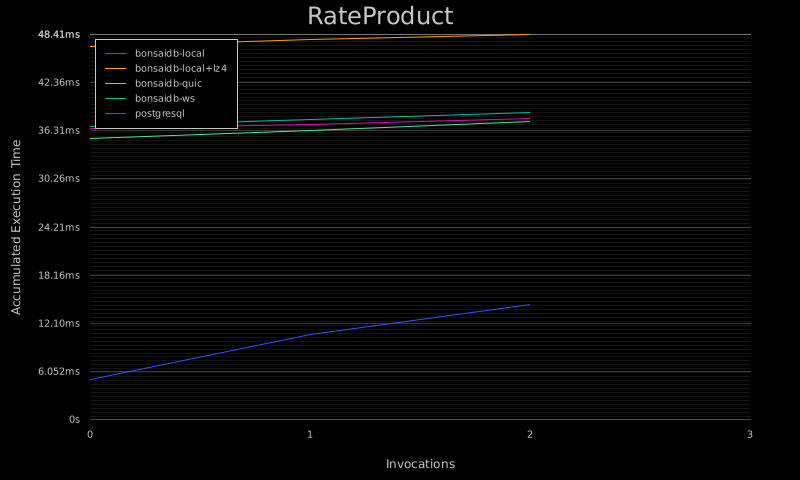 RateProduct
48.41ms
42.36ms
36.31ms
30.26ms
24.21ms
18.16ms
12.10ms
6.052ms
0s
bonsaidb-local
bonsaidb-local+lz4
bonsaidb-quic
bonsaidb-ws
postgresql
Accumulated Execution Time
0 1 2 3
Invocations